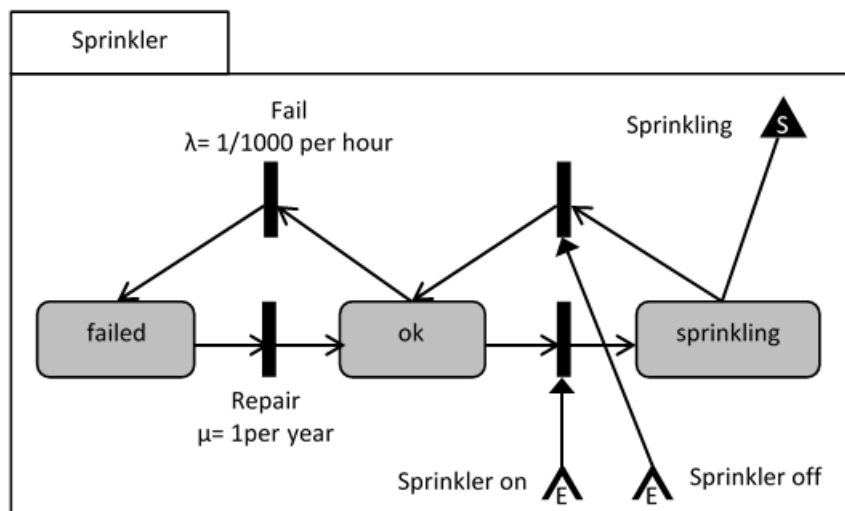 Sprinkler
Fail
λ= 1/1000 per hour
Sprinkling
S
failed
ok
sprinkling
Repair
μ= 1per year
Sprinkler on
E
E
Sprinkler off